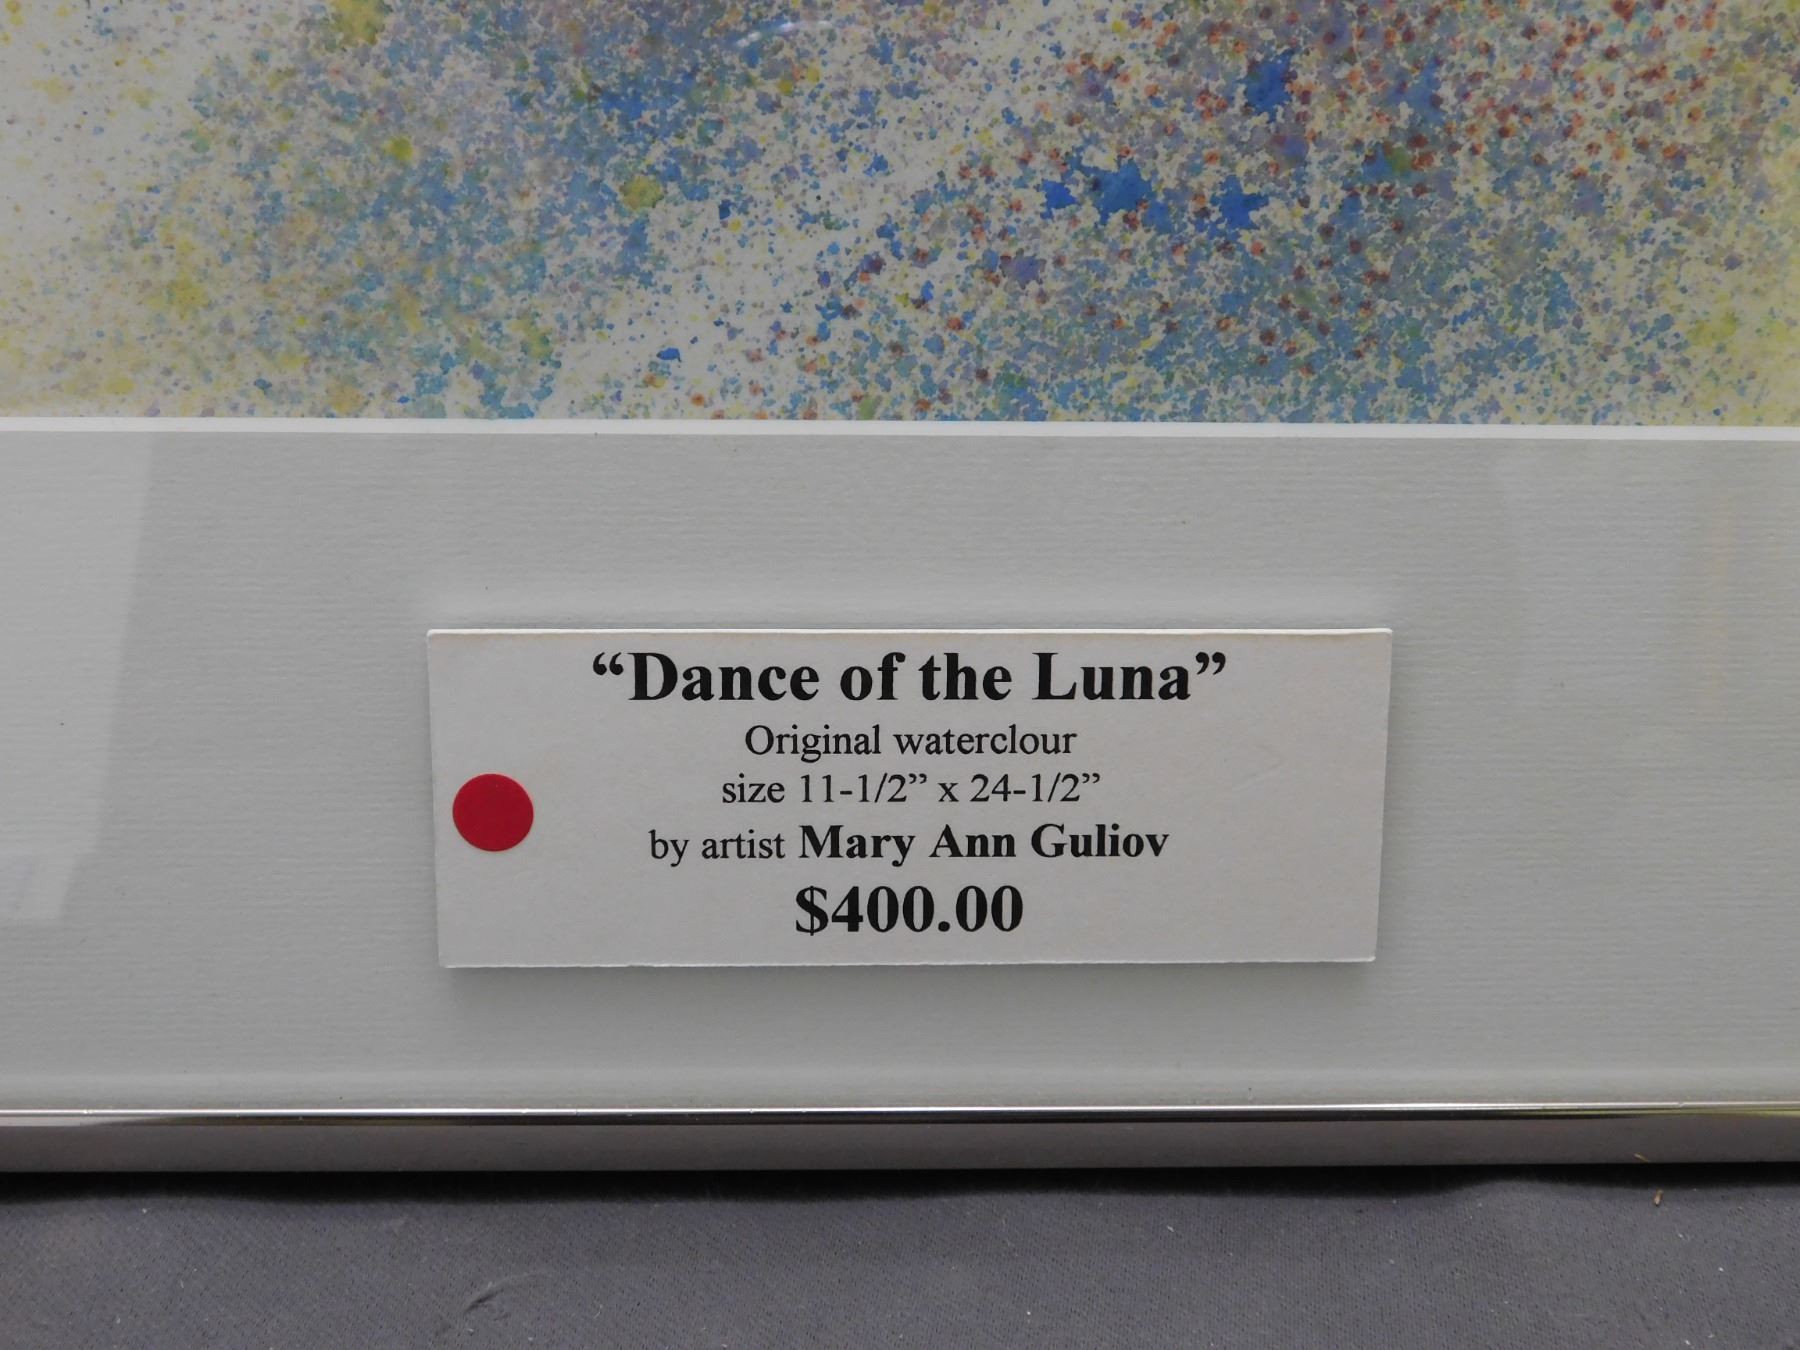 “Dance of the Luna”
Original waterclour
size 11-1/2” x 24-1/2”
by artist Mary Ann Guliov
$400.00